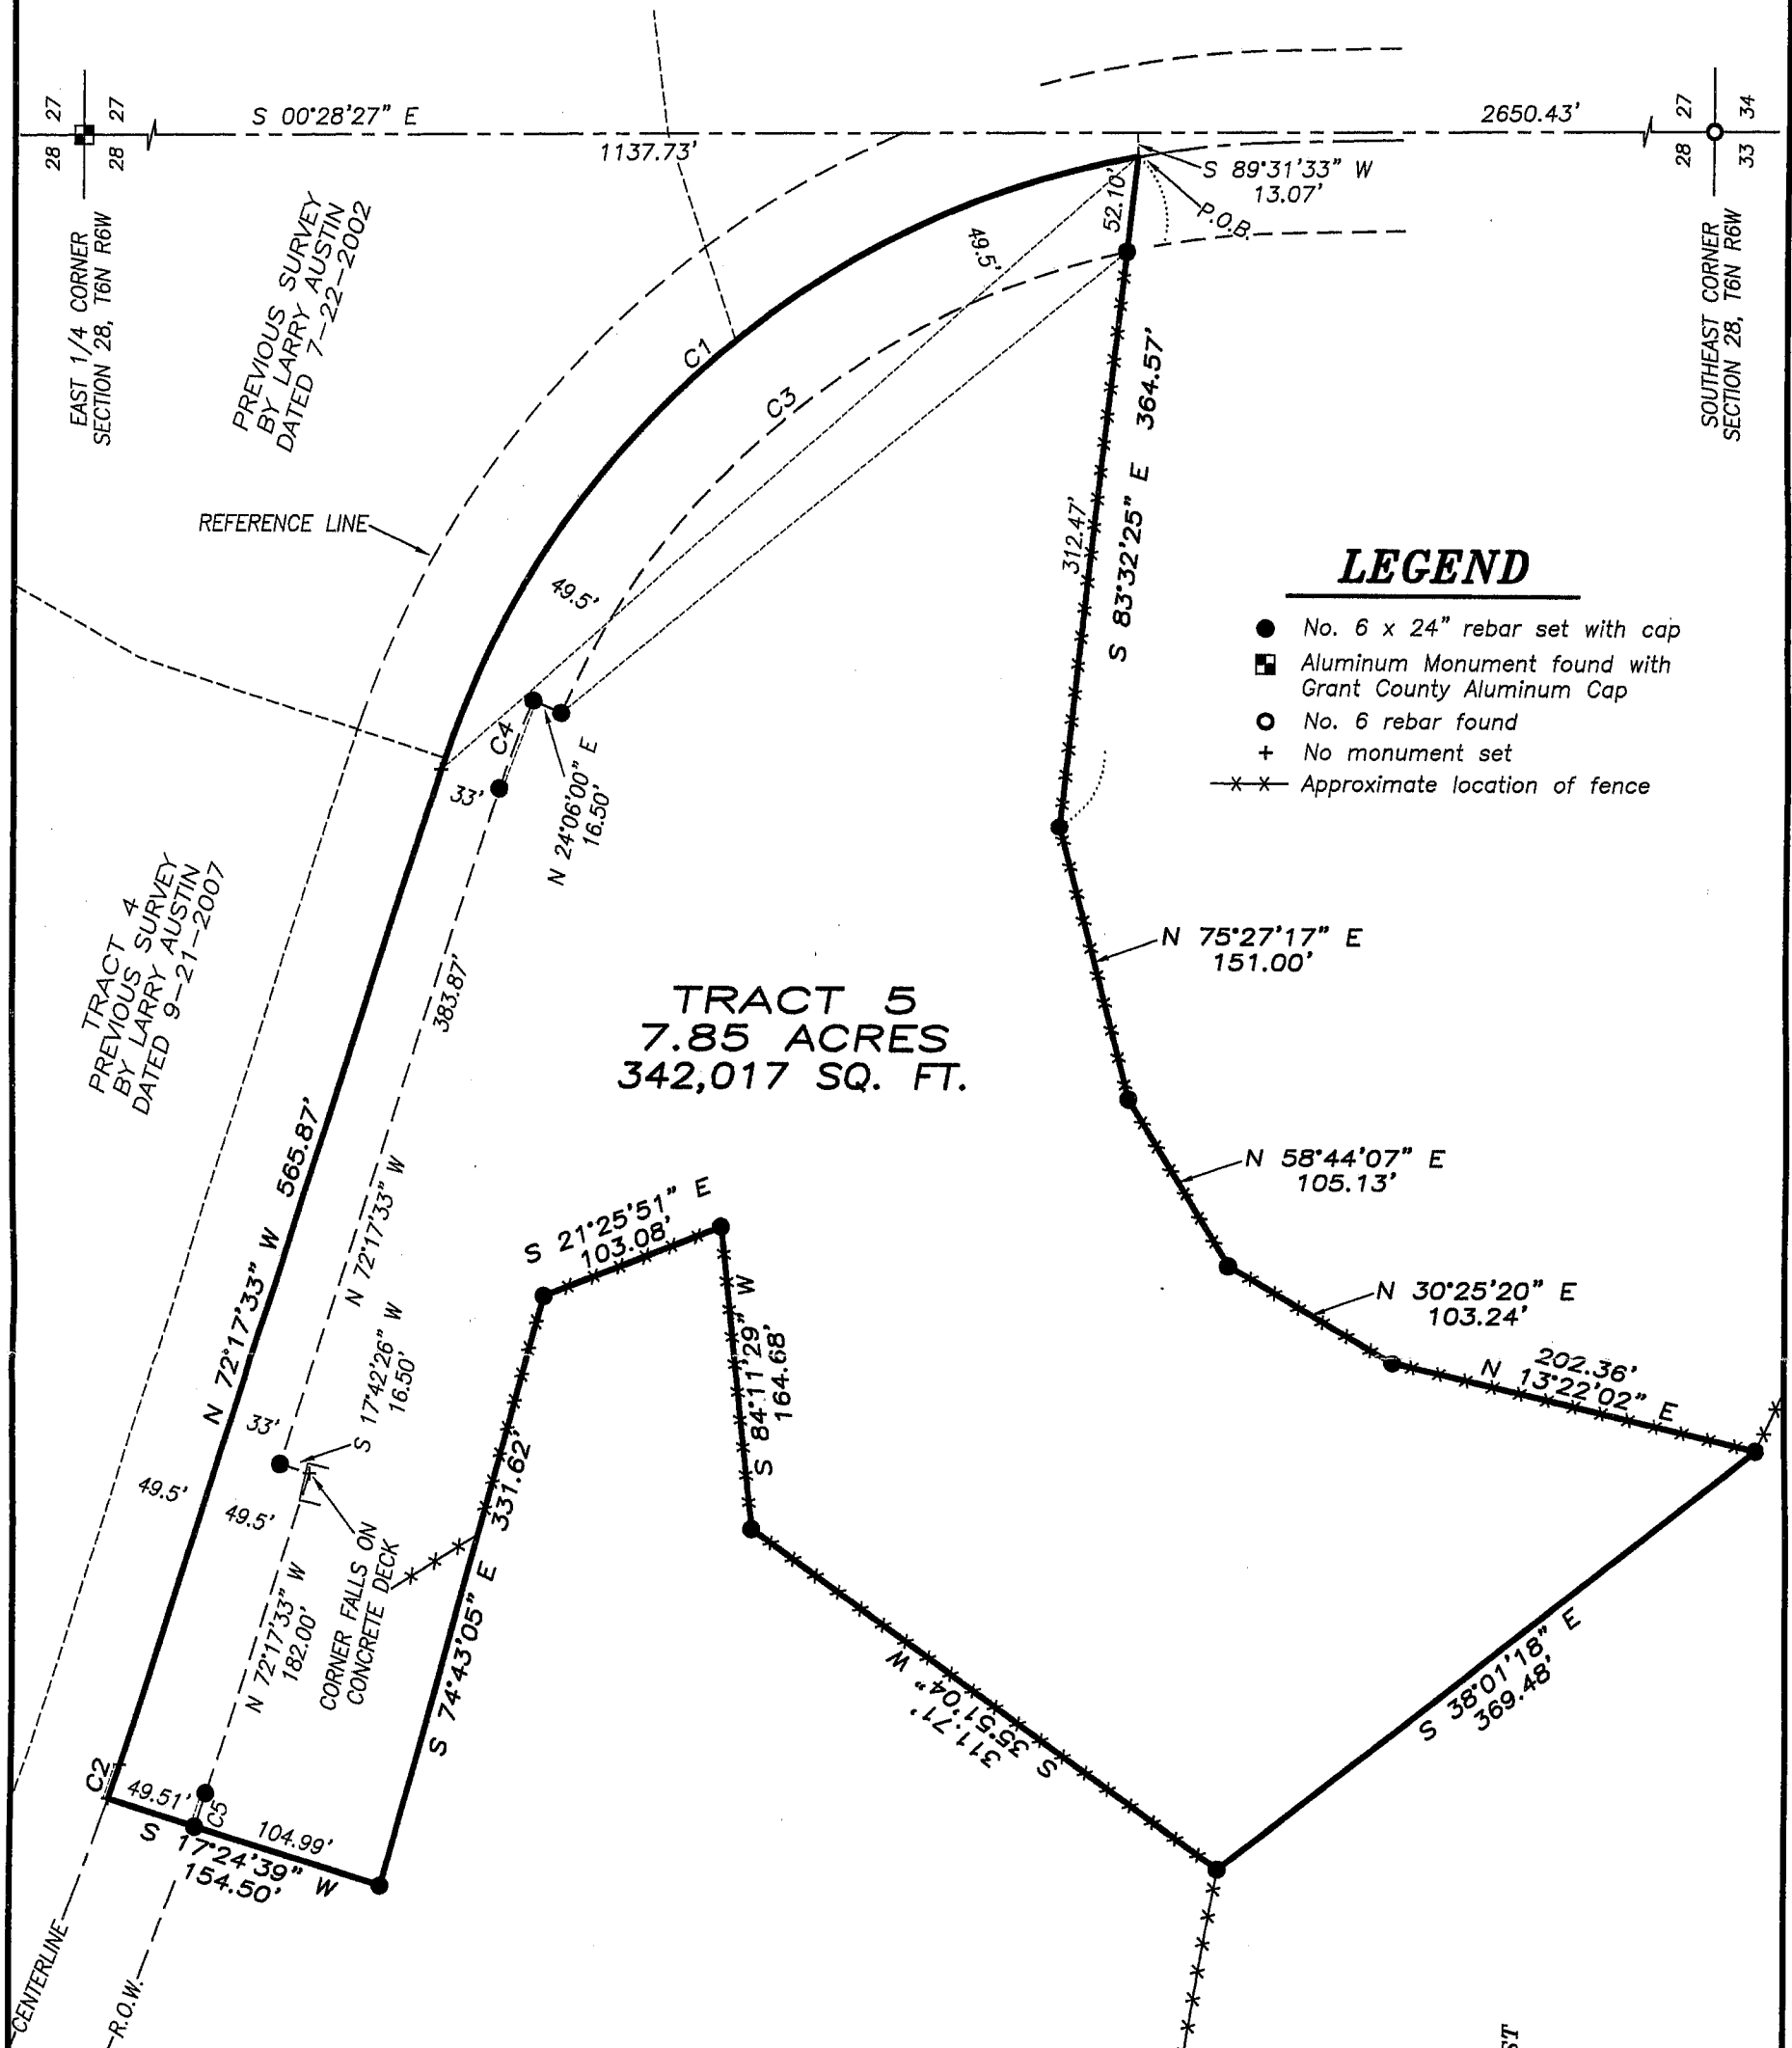 27
27
28
28
S 00°28'27" E
1137.73'
2650.43'
27
34
28
33
EAST 1/4 CORNER
SECTION 28, T6N R6W
PREVIOUS SURVEY
BY LARRY AUSTIN
DATED 7-22-2002
S 89°31'33" W
13.07'
P.O.B.
52.10'
49.5'
SOUTHEAST CORNER
SECTION 28, T6N R6W
C1
C3
S 83°32'25" E 364.57'
312.47'
REFERENCE LINE
49.5'
LEGEND
No. 6 x 24" rebar set with cap
Aluminum Monument found with
Grant County Aluminum Cap
No. 6 rebar found
No monument set
Approximate location of fence
C4
33'
N 24°06'00" E
16.50'
TRACT 4
PREVIOUS SURVEY
BY LARRY AUSTIN
DATED 9-21-2007
383.87'
N 75°27'17" E
151.00'
TRACT 5
7.85 ACRES
342,017 SQ. FT.
N 72°17'33" W 565.87'
N 72°17'33" W
N 58°44'07" E
105.13'
S 21°25'51" E
103.08'
N 30°25'20" E
103.24'
S 84°11'29" W
164.68'
202.36'
N 13°22'02" E
S 17°42'26" W
16.50'
33'
49.5'
49.5'
CORNER FALLS ON
CONCRETE DECK
S 74°43'05" E 331.62'
N 72°17'33" W
182.00'
S 35°51'04" W
311.71'
S 38°01'18" E
369.48'
C2
49.51'
C5
104.99'
S 17°24'39" W
154.50'
CENTERLINE
R.O.W.
ST